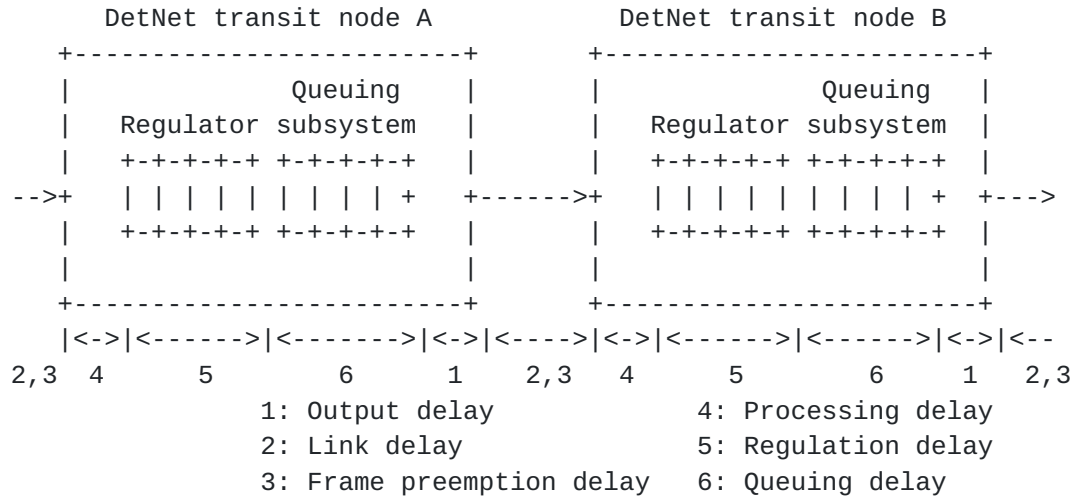 DetNet transit node A            DetNet transit node B
   +-------------------------+       +------------------------+
   |              Queuing    |       |              Queuing   |
   |   Regulator subsystem   |       |   Regulator subsystem  |
   |   +-+-+-+-+ +-+-+-+-+   |       |   +-+-+-+-+ +-+-+-+-+  |
-->+   | | | | | | | | | +   +------>+   | | | | | | | | | +  +--->
   |   +-+-+-+-+ +-+-+-+-+   |       |   +-+-+-+-+ +-+-+-+-+  |
   |                         |       |                        |
   +-------------------------+       +------------------------+
   |<->|<------>|<------->|<->|<---->|<->|<------>|<------>|<->|<--
2,3  4      5        6      1    2,3   4      5        6     1   2,3
                1: Output delay             4: Processing delay
                2: Link delay               5: Regulation delay
                3: Frame preemption delay   6: Queuing delay